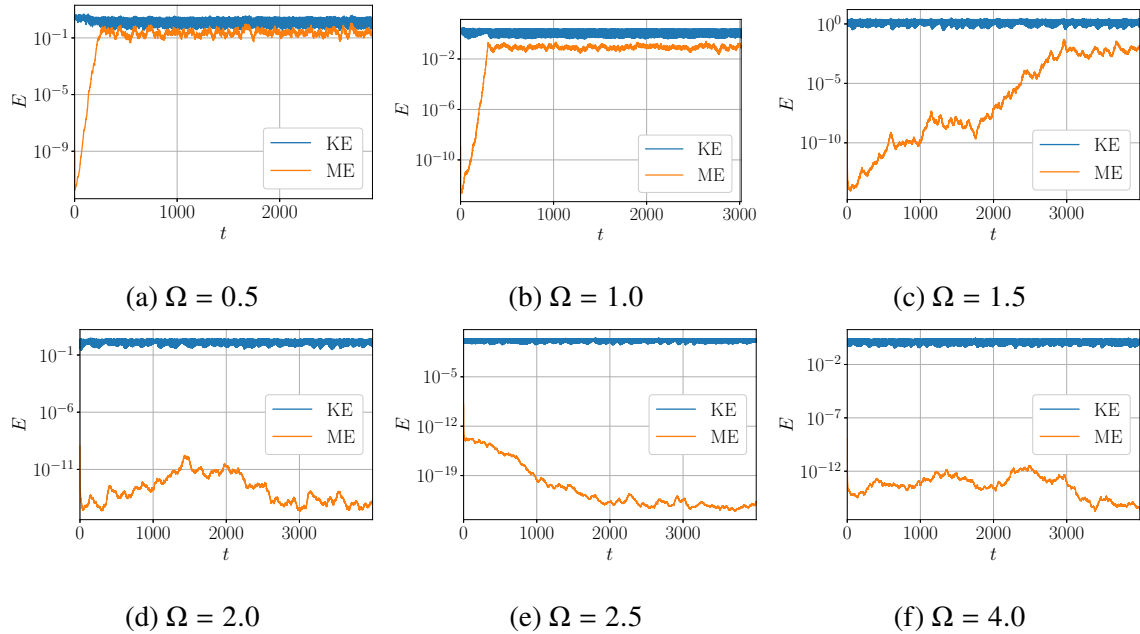 10⁻¹
10⁻⁵
10⁻⁹
E
KE
ME
0 1000 2000
t
(a) Ω = 0.5
10⁻²
10⁻⁶
10⁻¹⁰
E
KE
ME
0 1000 2000 3000
t
(b) Ω = 1.0
10⁰
10⁻⁵
10⁻¹⁰
E
KE
ME
0 1000 2000 3000
t
(c) Ω = 1.5
10⁻¹
10⁻⁶
10⁻¹¹
E
KE
ME
0 1000 2000 3000
t
(d) Ω = 2.0
10⁻⁵
10⁻¹²
10⁻¹⁹
E
KE
ME
0 1000 2000 3000
t
(e) Ω = 2.5
10⁻²
10⁻⁷
10⁻¹²
E
KE
ME
0 1000 2000 3000
t
(f) Ω = 4.0